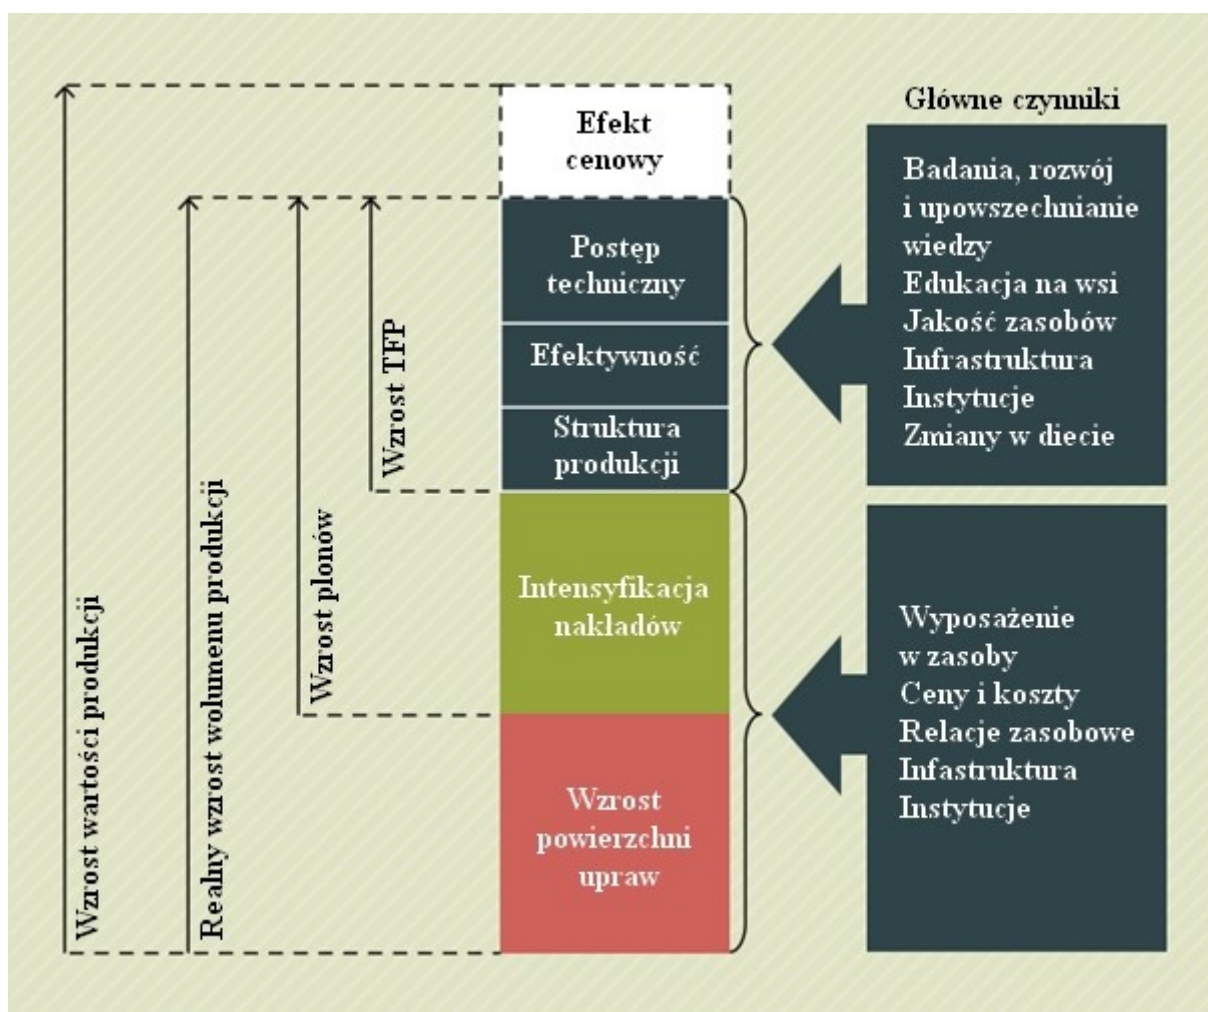 Wzrost wartości produkcji
Realny wzrost wolumenu produkcji
Wzrost plonów
Wzrost TFP
Efekt
cenowy
Postęp
techniczny
Efektywność
Struktura
produkcji
Intensyfikacja
nakładów
Wzrost
powierzchni
upraw
Główne czynniki
Badania, rozwój
i upowszechnianie
wiedzy
Edukacja na wsi
Jakość zasobów
Infrastruktura
Instytucje
Zmiany w diecie
Wyposażenie
w zasoby
Ceny i koszty
Relacje zasobowe
Infastruktura
Instytucje